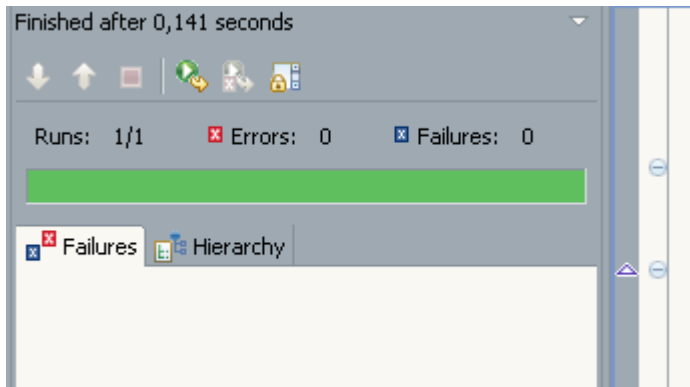 Finished after 0,141 seconds
Runs: 1/1 Errors: 0 Failures: 0
Failures Hierarchy